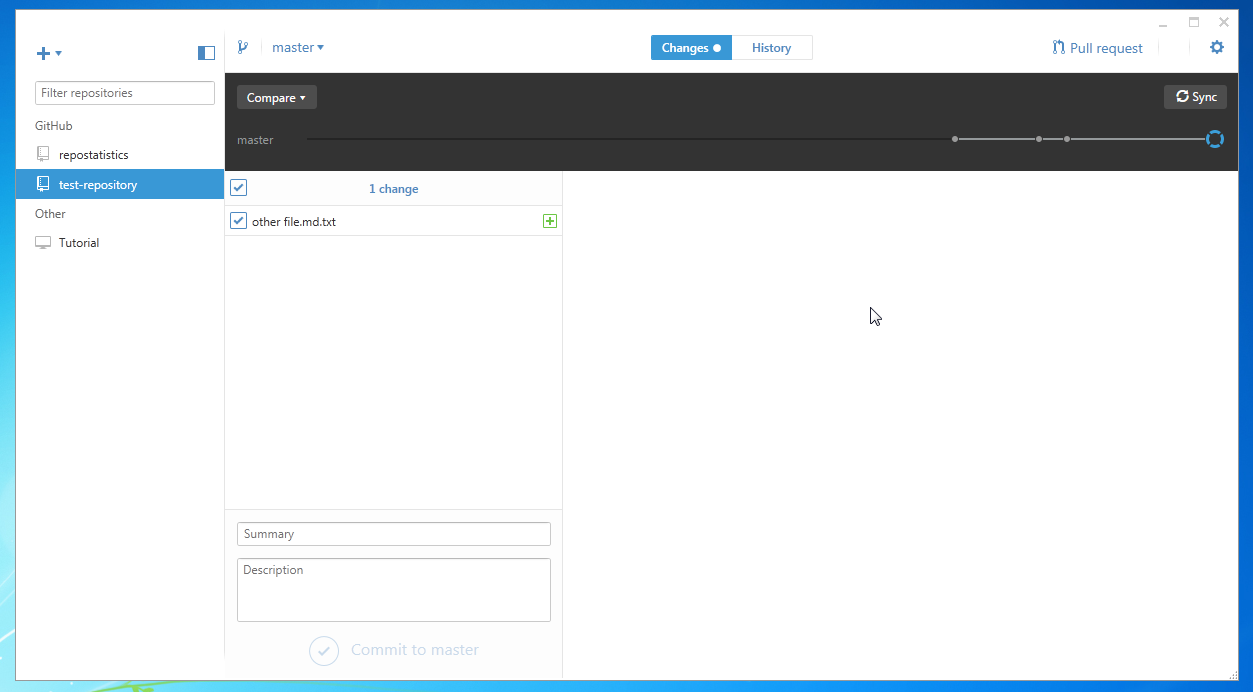 master
Changes
History
Pull request
Filter repositories
GitHub
repostatistics
test-repository
Other
Tutorial
Compare
Sync
master
1 change
other file.md.txt
Summary
Description
Commit to master